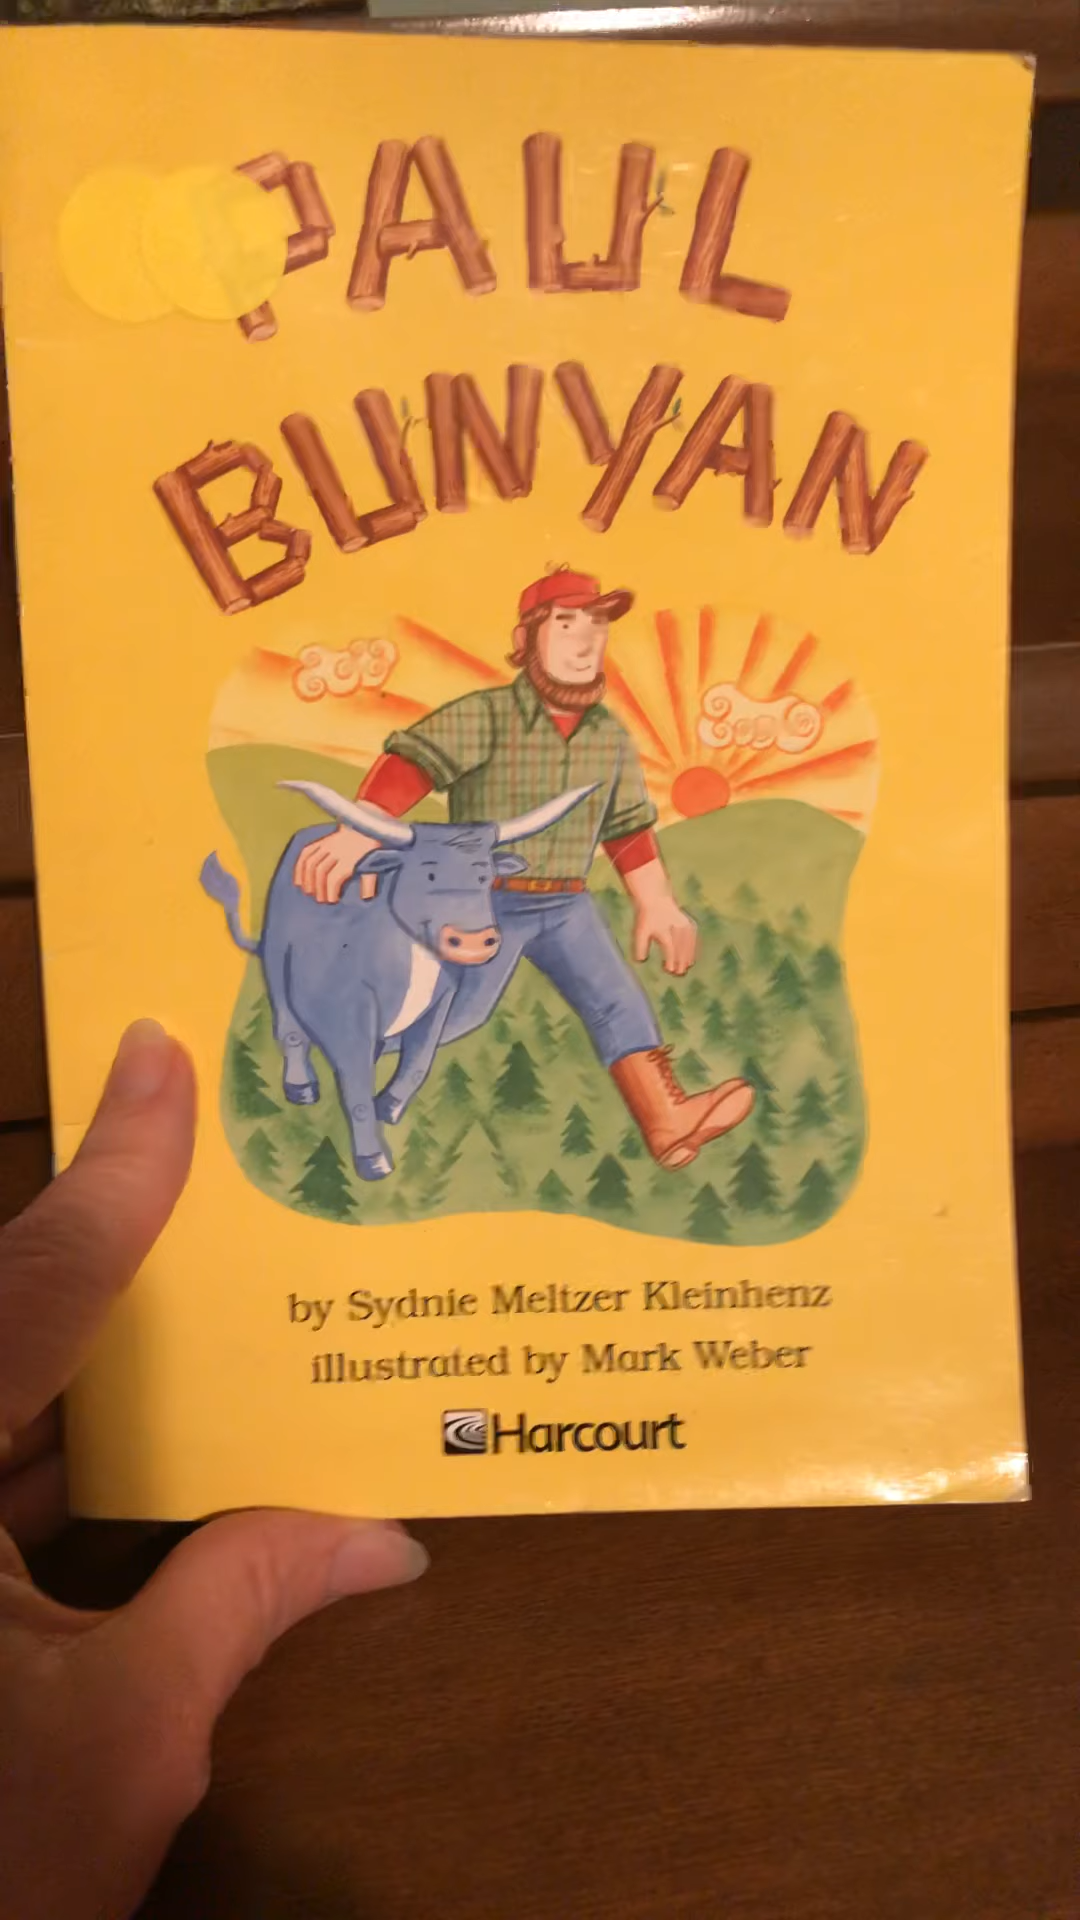 PAUL
BUNYAN
by Sydnie Meltzer Kleinhenz
illustrated by Mark Weber
Harcourt